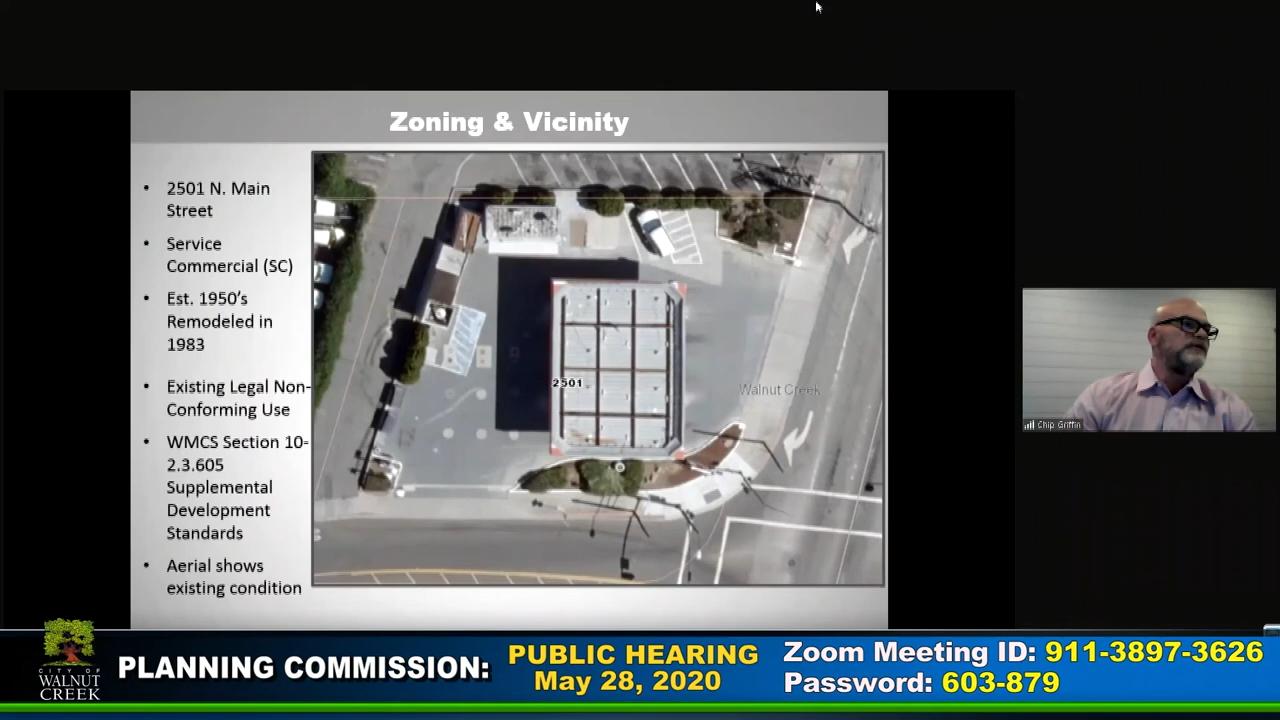 Zoning & Vicinity
• 2501 N. Main
Street
• Service
Commercial (SC)
• Est. 1950’s
Remodeled in
1983
• Existing Legal Non-
Conforming Use
• WMCS Section 10-
2.3.605
Supplemental
Development
Standards
• Aerial shows
existing condition
2501
Walnut Creek
Chip Griffin
CITY OF
WALNUT
CREEK
PLANNING COMMISSION:
PUBLIC HEARING
May 28, 2020
Zoom Meeting ID: 911-3897-3626
Password: 603-879